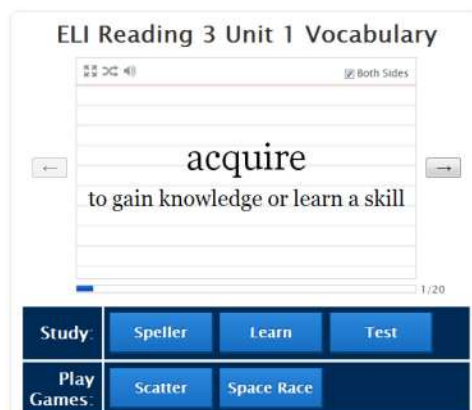 ELI Reading 3 Unit 1 Vocabulary
Both Sides
acquire
to gain knowledge or learn a skill
← →
1/20
Study: Speller Learn Test
Play Games: Scatter Space Race